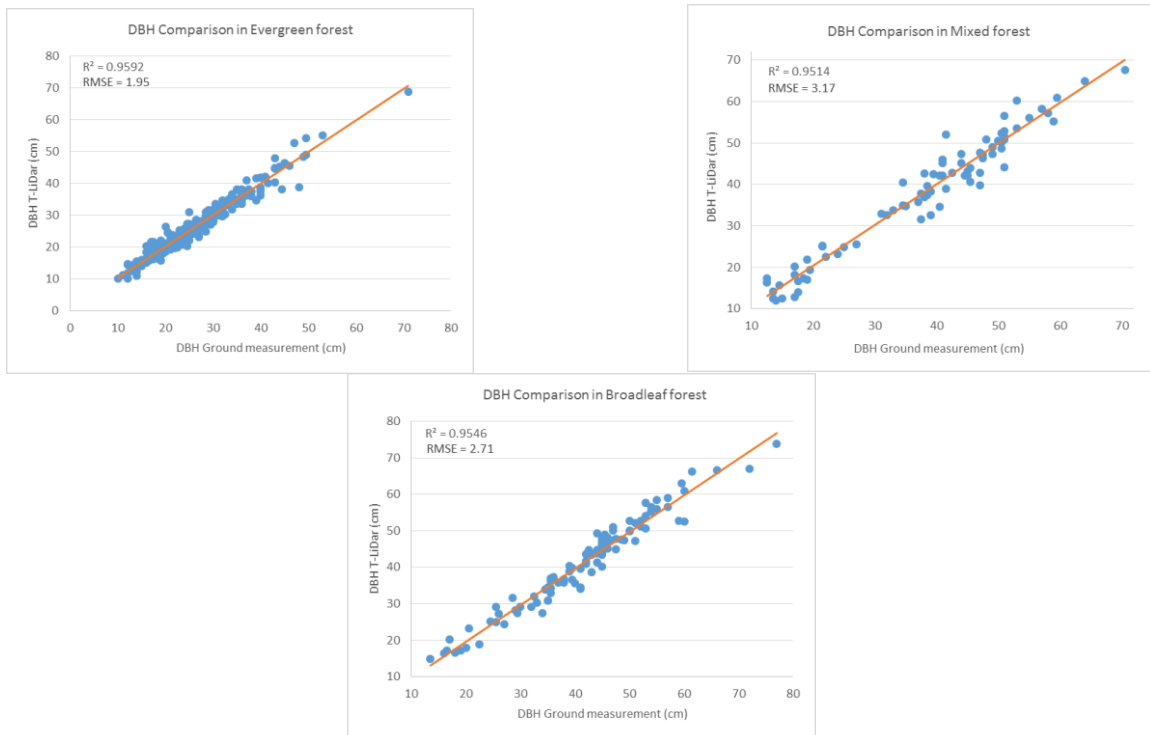 DBH Comparison in Evergreen forest
R² = 0.9592
RMSE = 1.95
DBH T-LiDar (cm)
80
70
60
50
40
30
20
10
0
0 10 20 30 40 50 60 70 80
DBH Ground measurement (cm)
DBH Comparison in Mixed forest
R² = 0.9514
RMSE = 3.17
DBH T-LiDar (cm)
70
60
50
40
30
20
10
10 20 30 40 50 60 70
DBH Ground measurement (cm)
DBH Comparison in Broadleaf forest
R² = 0.9546
RMSE = 2.71
DBH T-LiDar (cm)
80
70
60
50
40
30
20
10
10 20 30 40 50 60 70 80
DBH Ground measurement (cm)